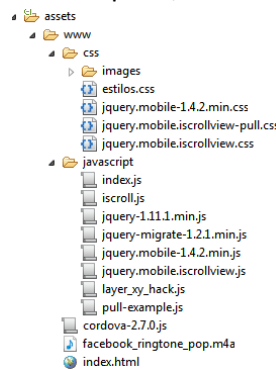 assets
www
css
images
estilos.css
jquery.mobile-1.4.2.min.css
jquery.mobile.iscrollview-pull.css
jquery.mobile.iscrollview.css
javascript
index.js
iscroll.js
jquery-1.11.1.min.js
jquery-migrate-1.2.1.min.js
jquery.mobile-1.4.2.min.js
jquery.mobile.iscrollview.js
layer_xy_hack.js
pull-example.js
cordova-2.7.0.js
facebook_ringtone_pop.m4a
index.html